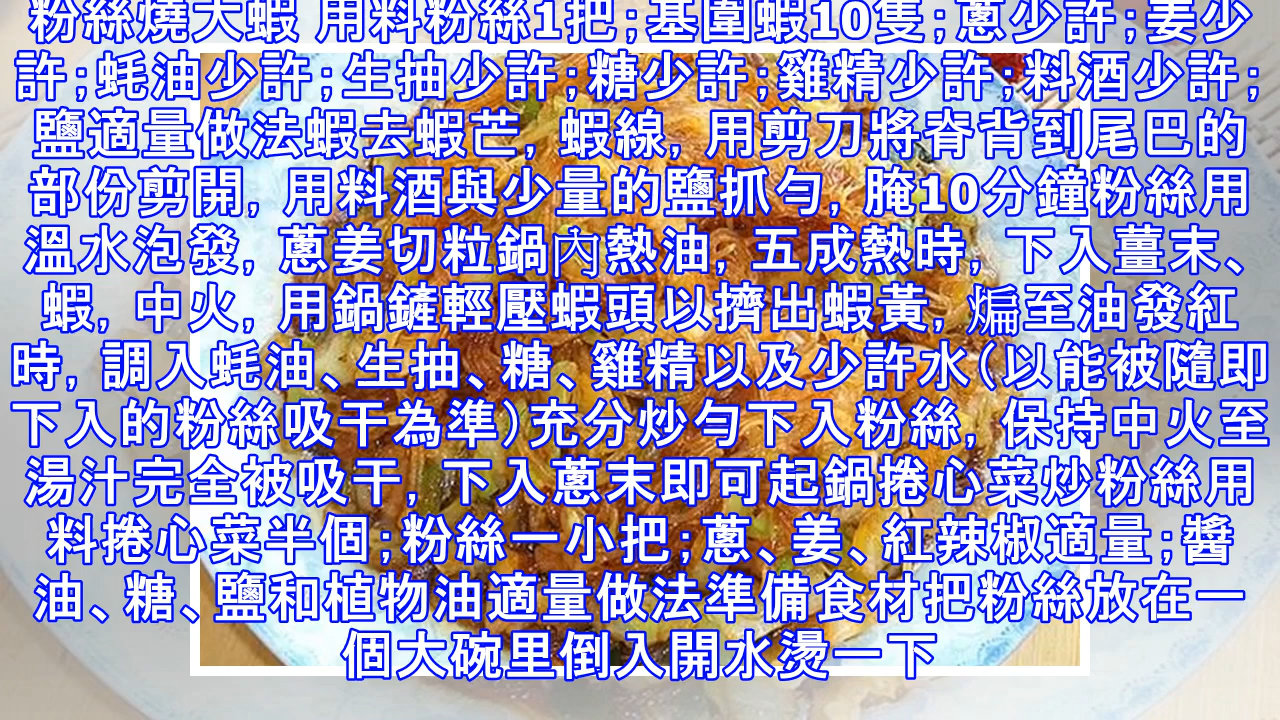 粉絲燒大蝦 用料粉絲1把;基圍蝦10隻;蔥少許;姜少
許;蚝油少許;生抽少許;糖少許;雞精少許;料酒少許;
鹽適量做法蝦去蝦芒, 蝦線, 用剪刀將脊背到尾巴的
部份剪開, 用料酒與少量的鹽抓勻, 腌10分鐘粉絲用
溫水泡發, 蔥姜切粒鍋內熱油, 五成熱時, 下入薑末、
蝦, 中火, 用鍋鏟輕壓蝦頭以擠出蝦黃, 煸至油發紅
時, 調入蚝油、生抽、糖、雞精以及少許水(以能被隨即
下入的粉絲吸干為準)充分炒勻下入粉絲, 保持中火至
湯汁完全被吸干, 下入蔥末即可起鍋捲心菜炒粉絲用
料捲心菜半個;粉絲一小把;蔥、姜、紅辣椒適量;醬
油、糖、鹽和植物油適量做法準備食材把粉絲放在一
個大碗里倒入開水燙一下